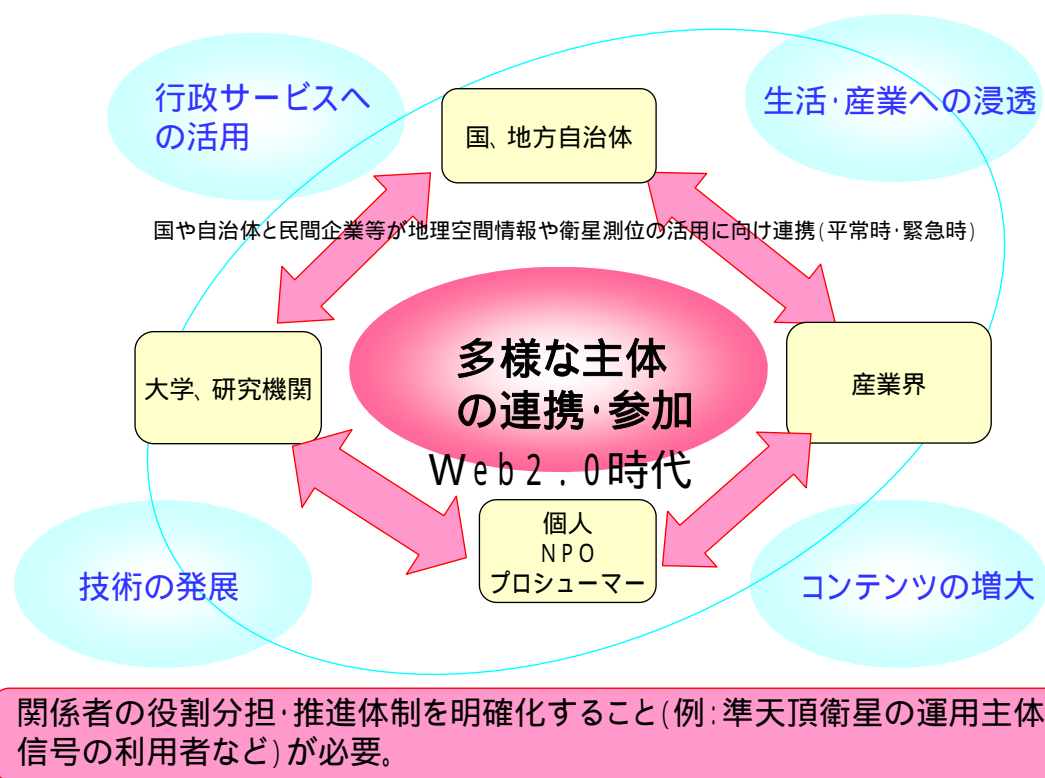 行政サービスへ
の活用
生活・産業への浸透
国、地方自治体
国や自治体と民間企業等が地理空間情報や衛星測位の活用に向け連携(平常時・緊急時)
多様な主体
の連携・参加
大学、研究機関
産業界
Web2.0時代
個人
NPO
プロシューマー
技術の発展
コンテンツの増大
関係者の役割分担・推進体制を明確化すること(例:準天頂衛星の運用主体
信号の利用者など)が必要。